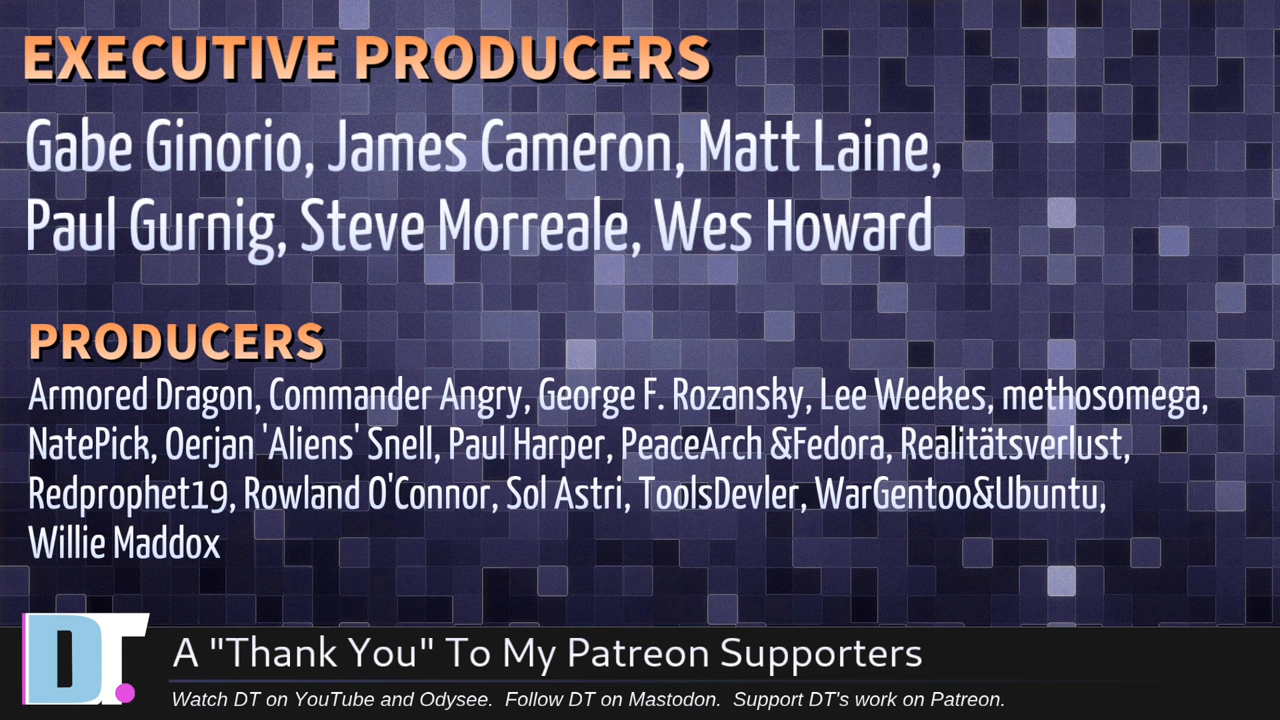 EXECUTIVE PRODUCERS
Gabe Ginorio, James Cameron, Matt Laine,
Paul Gurnig, Steve Morreale, Wes Howard
PRODUCERS
Armored Dragon, Commander Angry, George F. Rozansky, Lee Weekes, methosomega,
NatePick, Oerjan 'Aliens' Snell, Paul Harper, PeaceArch &Fedora, Realitätsverlust,
Redprophet19, Rowland O'Connor, Sol Astri, ToolsDevler, WarGentoo&Ubuntu,
Willie Maddox
DT.
A "Thank You" To My Patreon Supporters
Watch DT on YouTube and Odysee. Follow DT on Mastodon. Support DT's work on Patreon.